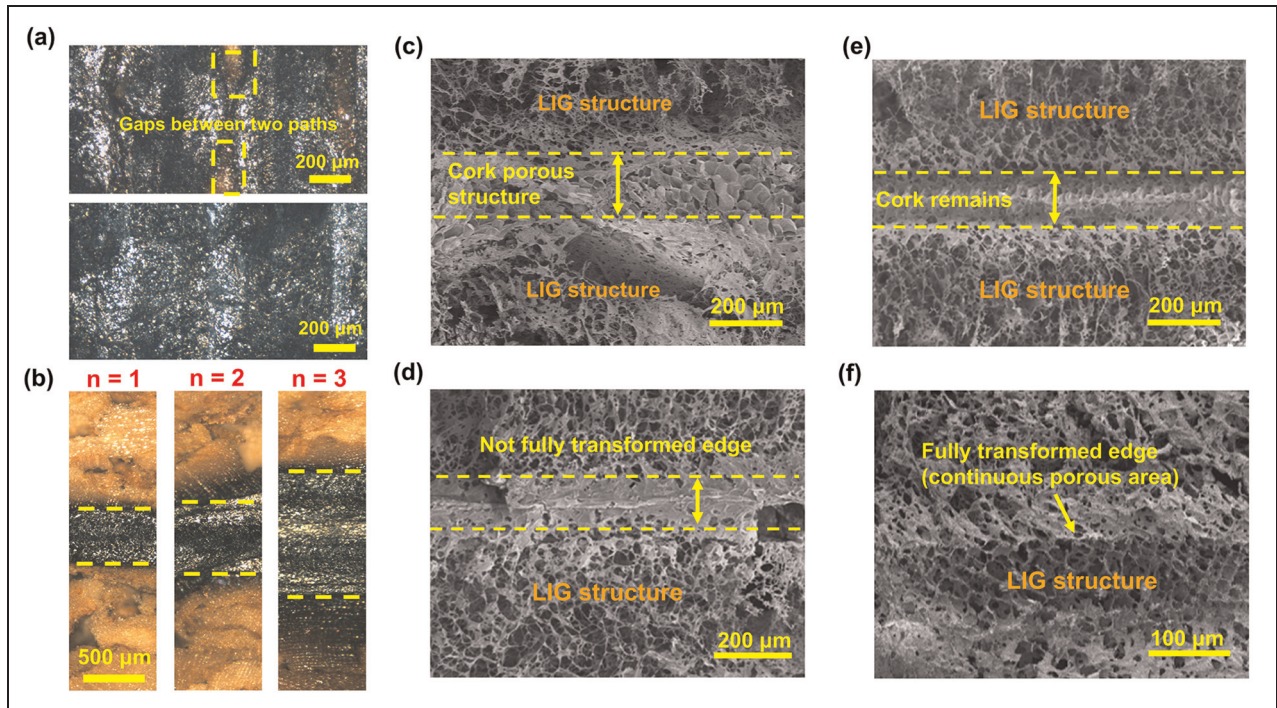 (a)
Gaps between two paths
200 μm
200 μm
(b)
n = 1
n = 2
n = 3
500 μm
(c)
LIG structure
Cork porous
structure
LIG structure
200 μm
(d)
Not fully transformed edge
LIG structure
200 μm
(e)
LIG structure
Cork remains
LIG structure
200 μm
(f)
Fully transformed edge
(continuous porous area)
LIG structure
100 μm